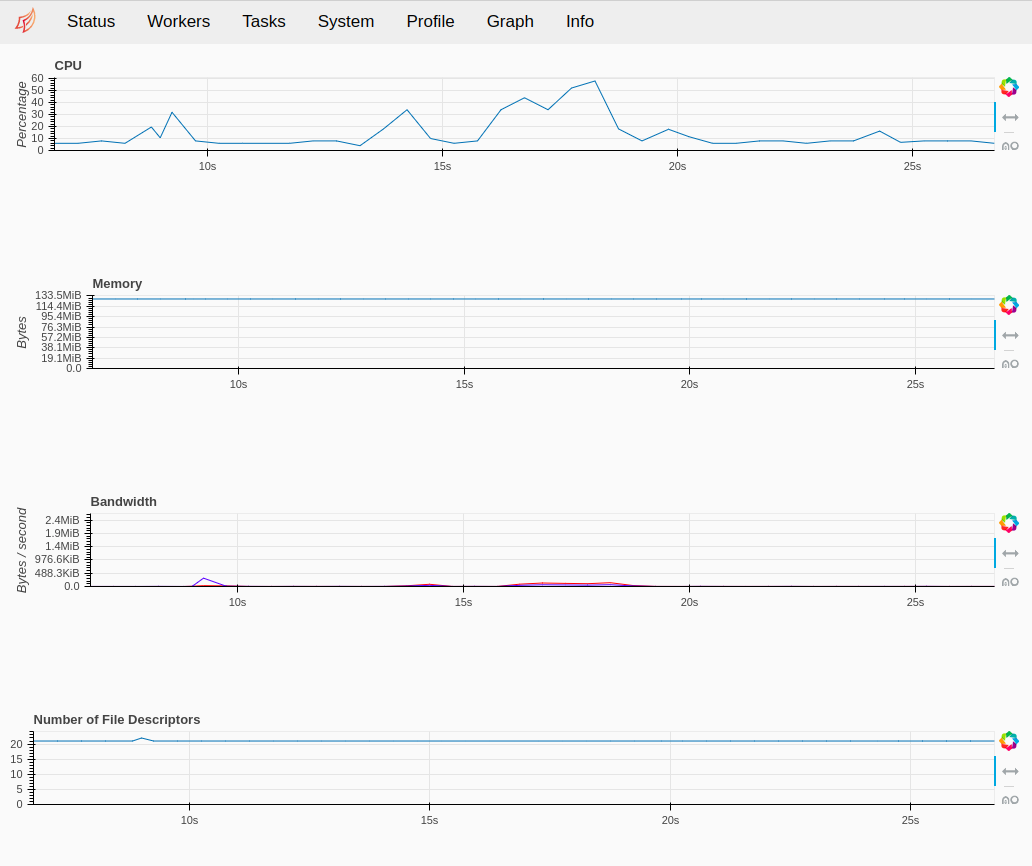 Status Workers Tasks System Profile Graph Info
CPU
Percentage
60
50
40
30
20
10
0
10s 15s 20s 25s
Memory
Bytes
133.5MiB
114.4MiB
95.4MiB
76.3MiB
57.2MiB
38.1MiB
19.1MiB
0.0
10s 15s 20s 25s
Bandwidth
Bytes / second
2.4MiB
1.9MiB
1.4MiB
976.6KiB
488.3KiB
0.0
10s 15s 20s 25s
Number of File Descriptors
20
15
10
5
0
10s 15s 20s 25s